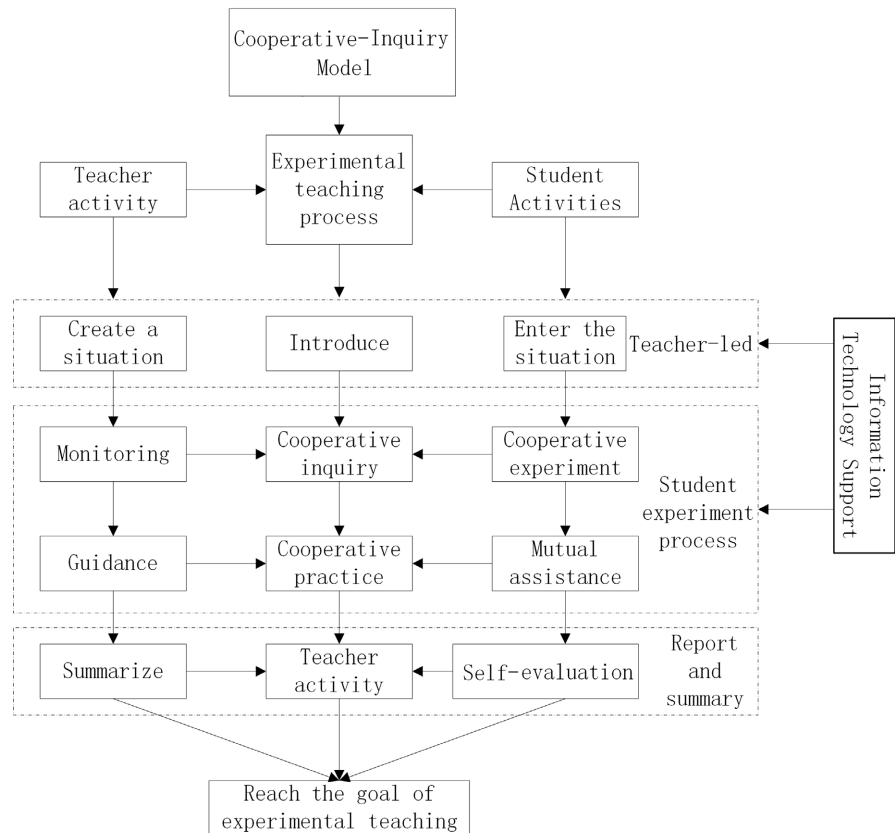 Cooperative-Inquiry
Model
Teacher
activity
Experimental
teaching
process
Student
Activities
Create a
situation
Introduce
Enter the
situation
Teacher-led
Information
Technology Support
Monitoring
Cooperative
inquiry
Cooperative
experiment
Student
experiment
process
Guidance
Cooperative
practice
Mutual
assistance
Summarize
Teacher
activity
Self-evaluation
Report
and
summary
Reach the goal of
experimental teaching